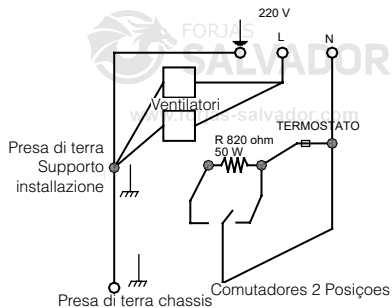 220 V
FORJAS
SALVADOR
L
N
Ventilatori
www.forjas-salvador.com
TERMOSTATO
R 820 ohm
50 W
Presa di terra
Supporto
installazione
Comutadores 2 Posiçoes
Presa di terra chassis